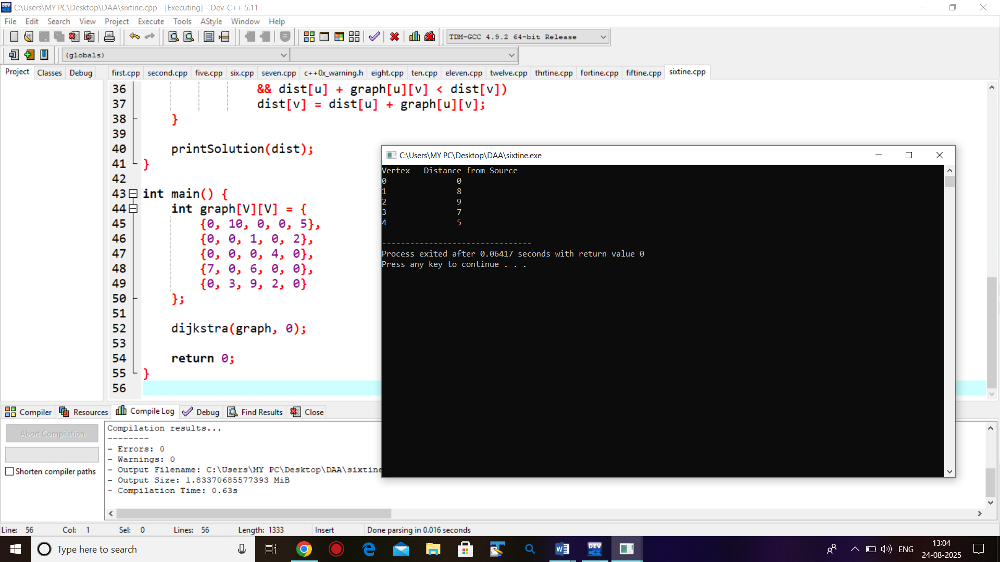 C:\Users\MY PC\Desktop\DAA\sixtine.cpp - [Executing] - Dev-C++ 5.11
File Edit Search View Project Execute Tools AStyle Window Help
TDM-GCC 4.9.2 64-bit Release
(globals)
Project Classes Debug
first.cpp second.cpp five.cpp six.cpp seven.cpp c++0x_warning.h eight.cpp ten.cpp eleven.cpp twelve.cpp thrtine.cpp fortine.cpp fiftine.cpp sixtine.cpp
36 && dist[u] + graph[u][v] < dist[v])
37 dist[v] = dist[u] + graph[u][v];
38 }
39
40 printSolution(dist);
41 }
42
43 int main() {
44 int graph[V][V] = {
45 {0, 10, 0, 0, 5},
46 {0, 0, 1, 0, 2},
47 {0, 0, 0, 4, 0},
48 {7, 0, 6, 0, 0},
49 {0, 3, 9, 2, 0}
50 };
51
52 dijkstra(graph, 0);
53
54 return 0;
55 }
56
C:\Users\MY PC\Desktop\DAA\sixtine.exe
Vertex Distance from Source
0 0
1 8
2 9
3 7
4 5
--------------------------------
Process exited after 0.06417 seconds with return value 0
Press any key to continue . . .
Compiler Resources Compile Log Debug Find Results Close
Abort Compilation
Shorten compiler paths
Compilation results...
--------
- Errors: 0
- Warnings: 0
- Output Filename: C:\Users\MY PC\Desktop\DAA\sixtine
- Output Size: 1.83370685577393 MiB
- Compilation Time: 0.63s
Line: 56 Col: 1 Sel: 0 Lines: 56 Length: 1333 Insert Done parsing in 0.016 seconds
Type here to search
DEV C++
ENG
13:04
24-08-2025